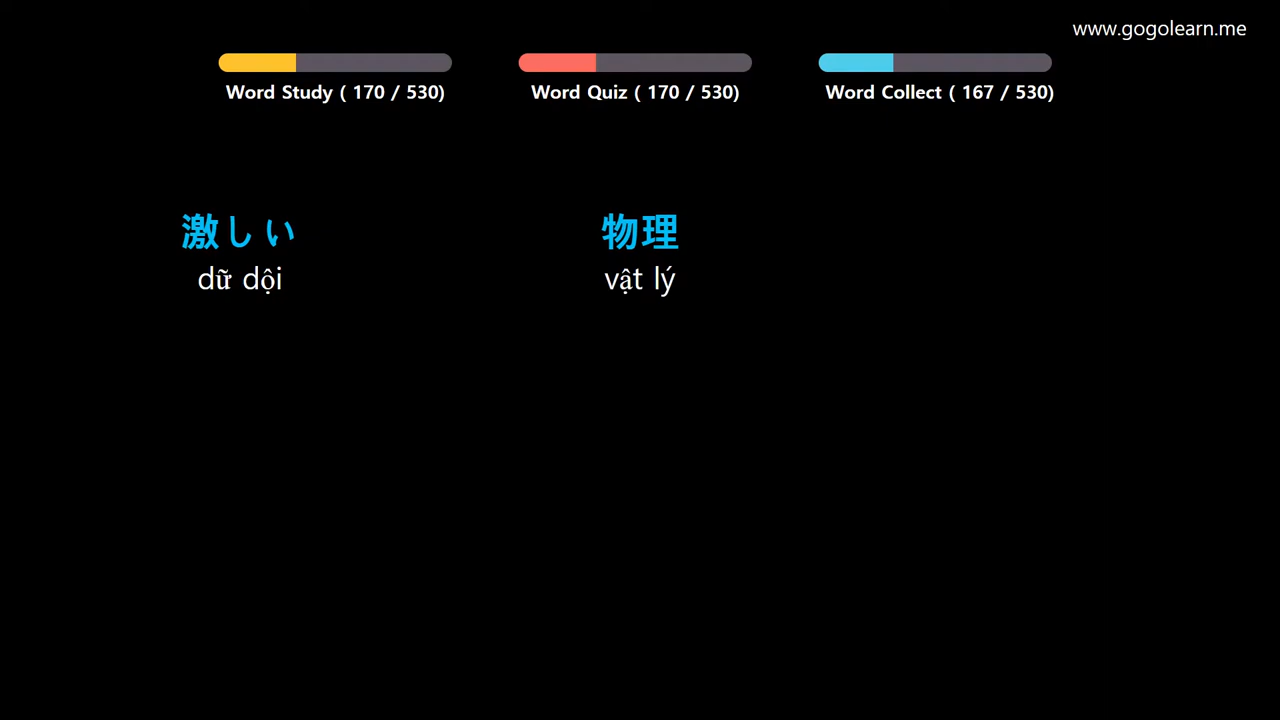 www.gogolearn.me
Word Study ( 170 / 530)
Word Quiz ( 170 / 530)
Word Collect ( 167 / 530)
激しい
dữ dội
物理
vật lý